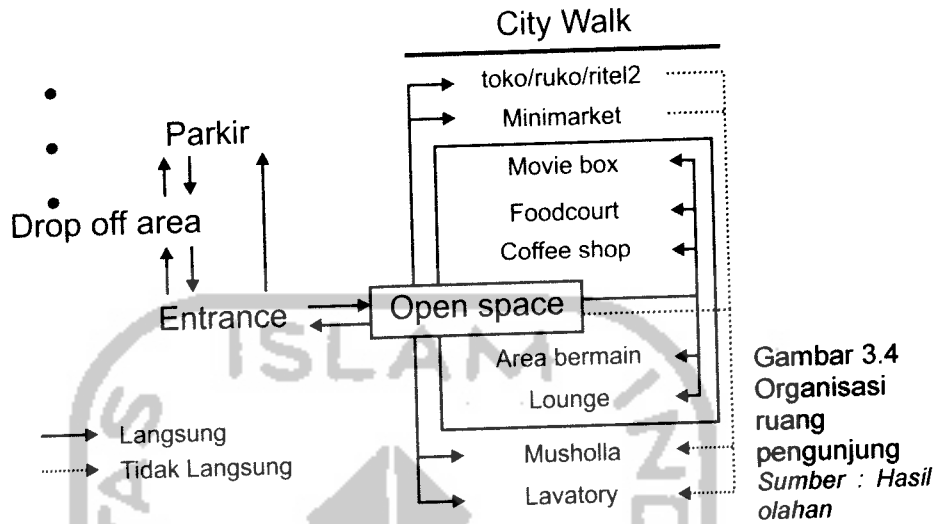 City Walk
toko/ruko/ritel2
Minimarket
Parkir
Movie box
Foodcourt
Drop off area
Coffee shop
Entrance
Open space
Area bermain
Lounge
Musholla
Lavatory
Langsung
Tidak Langsung
Gambar 3.4
Organisasi
ruang
pengunjung
Sumber : Hasil
olahan
ISLAM